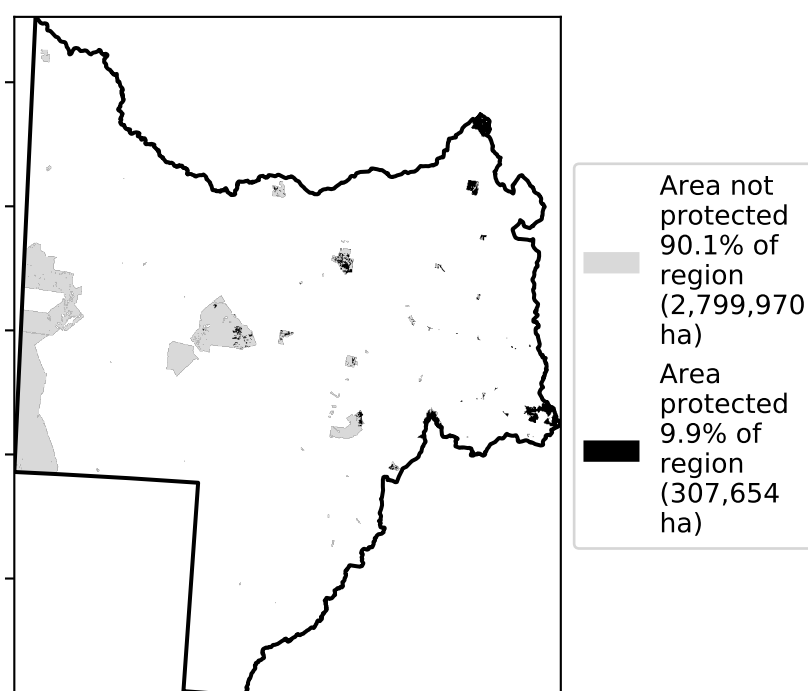 Area not
protected
90.1% of
region
(2,799,970
ha)
Area
protected
9.9% of
region
(307,654
ha)